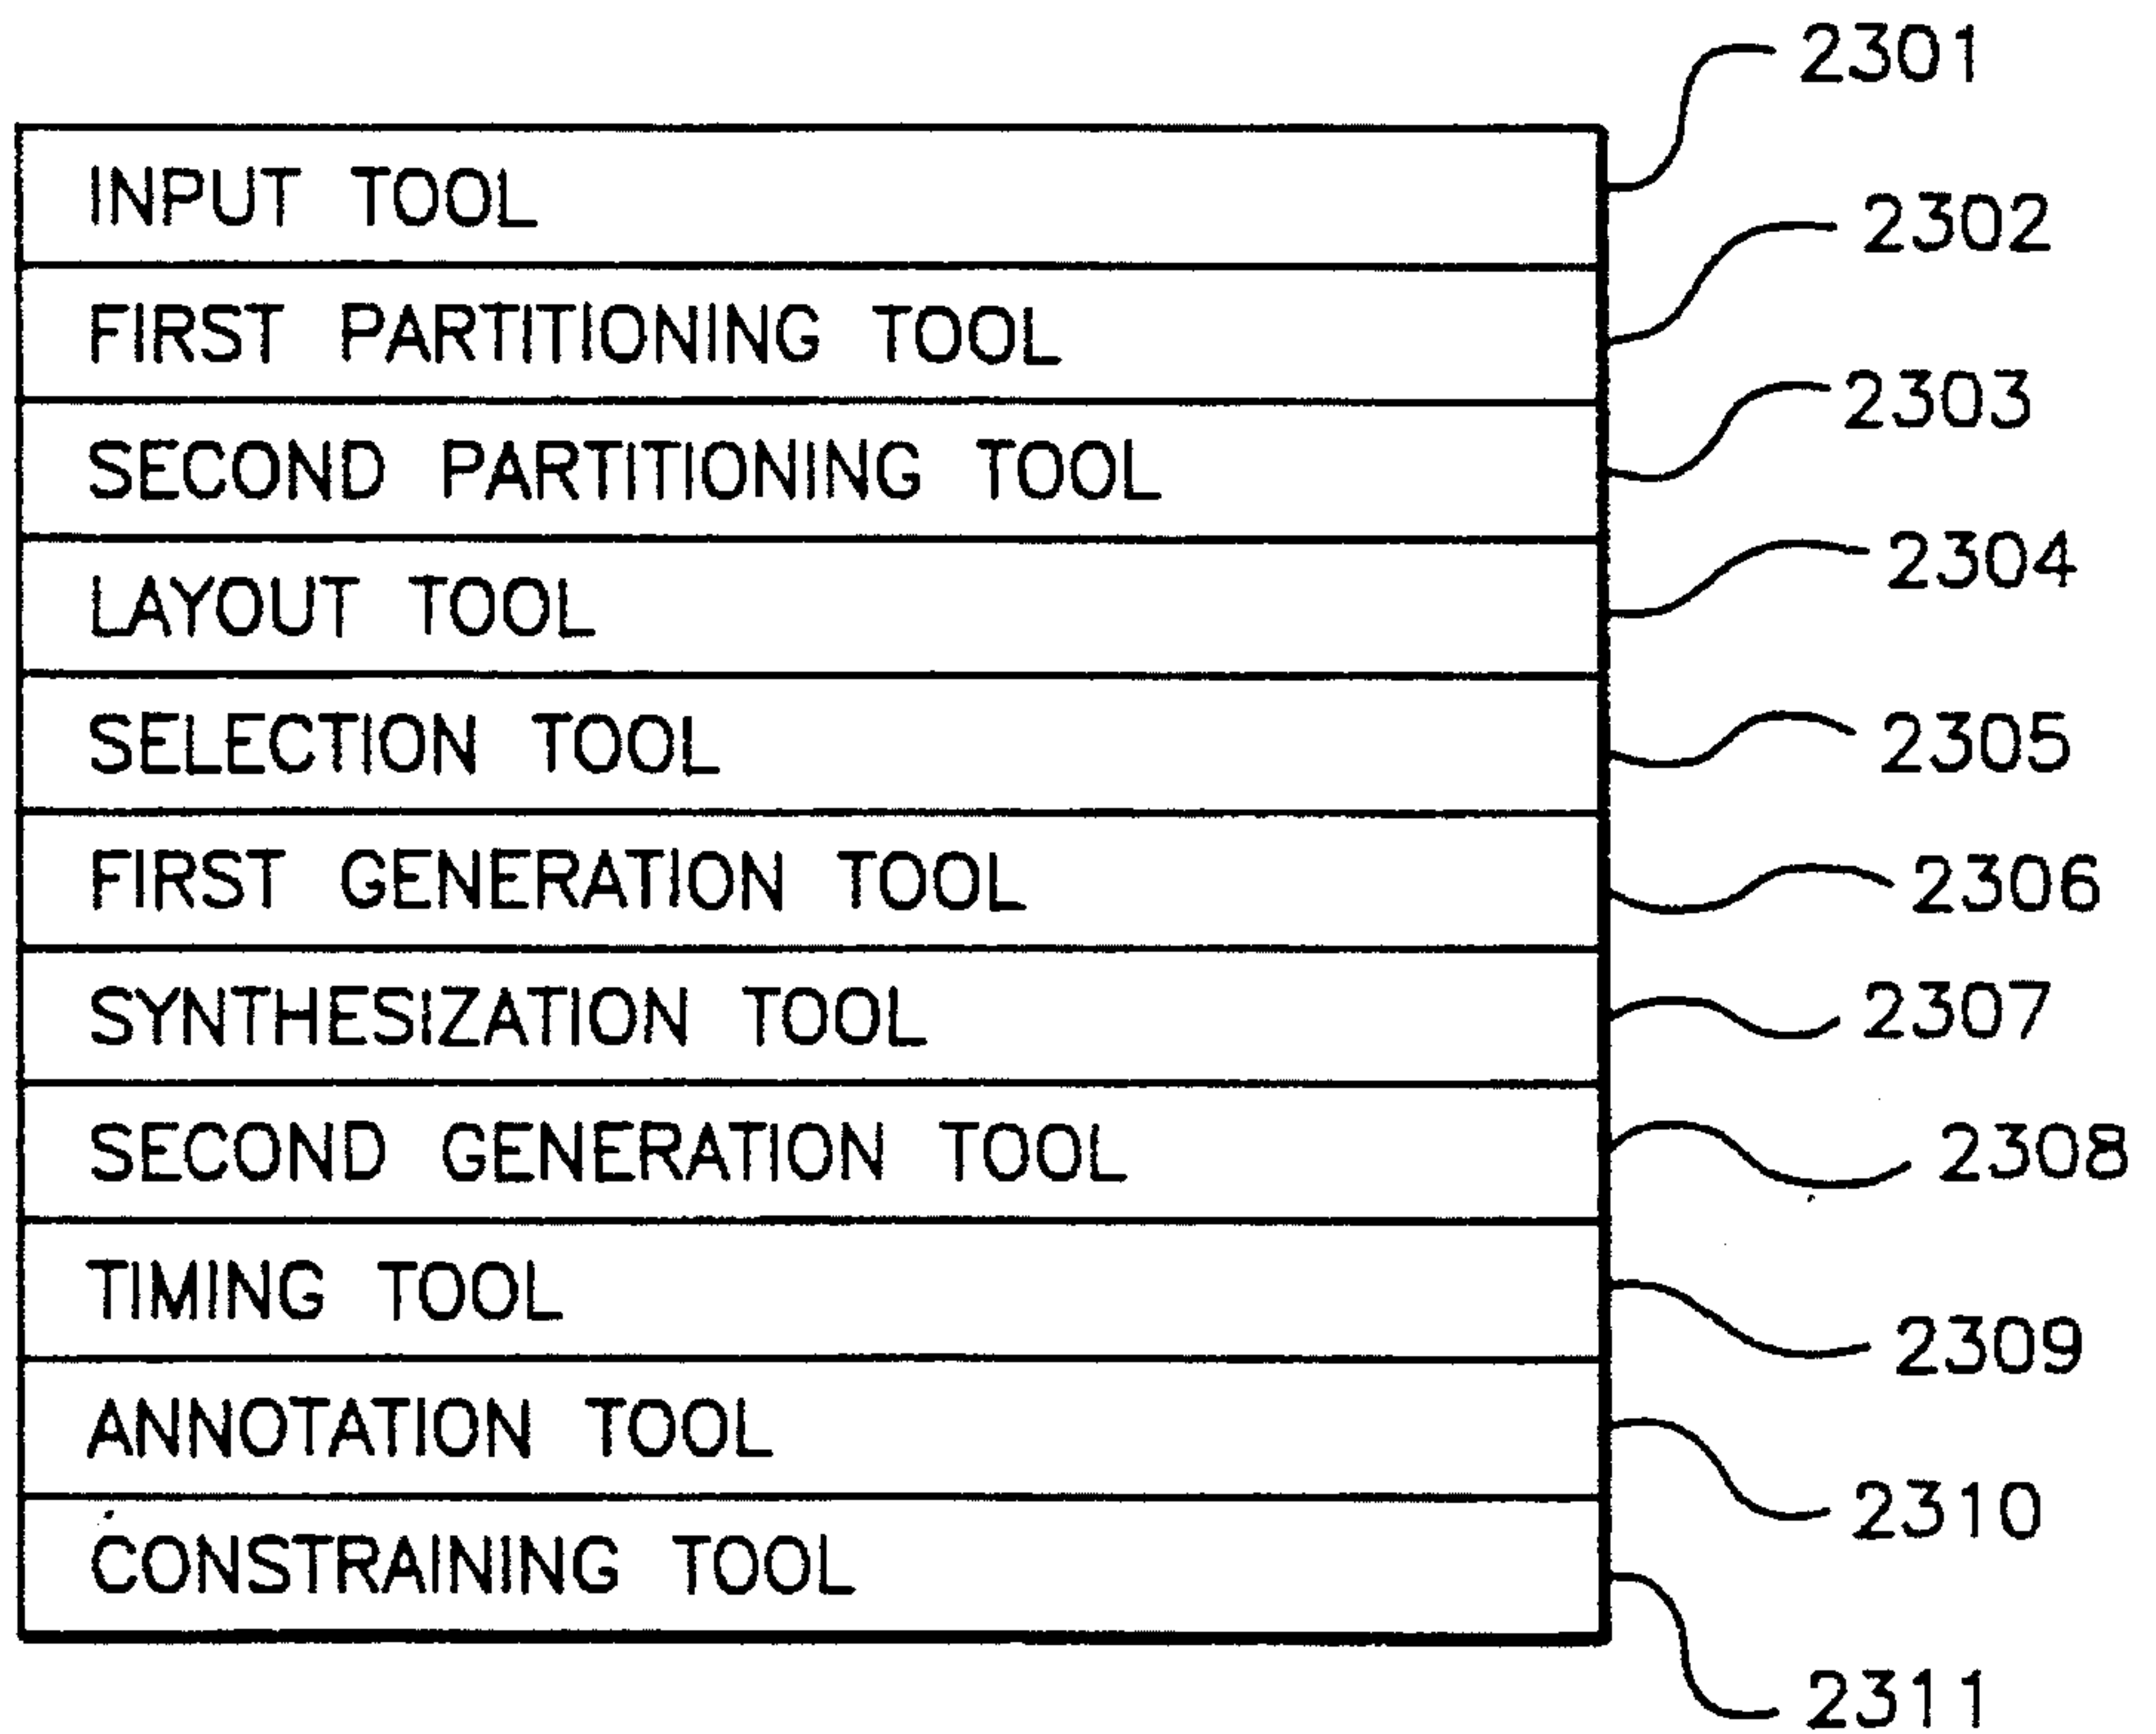 2301
INPUT TOOL
2302
FIRST PARTITIONING TOOL
2303
SECOND PARTITIONING TOOL
2304
LAYOUT TOOL
2305
SELECTION TOOL
2306
FIRST GENERATION TOOL
2307
SYNTHESIZATION TOOL
2308
SECOND GENERATION TOOL
2309
TIMING TOOL
2310
ANNOTATION TOOL
2311
CONSTRAINING TOOL